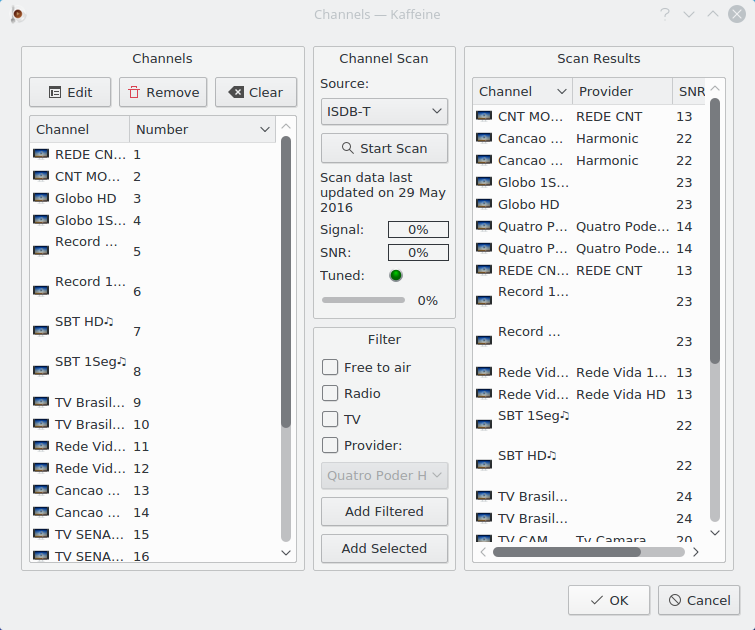 Channels — Kaffeine
Channels
Edit Remove Clear
Channel Number
REDE CN... 1
CNT MO... 2
Globo HD 3
Globo 1S... 4
Record ... 5
Record 1... 6
SBT HD♫ 7
SBT 1Seg♫ 8
TV Brasil... 9
TV Brasil... 10
Rede Vid... 11
Rede Vid... 12
Cancao ... 13
Cancao ... 14
TV SENA... 15
TV SENA... 16
Channel Scan
Source:
ISDB-T
Start Scan
Scan data last
updated on 29 May
2016
Signal: 0%
SNR: 0%
Tuned:
0%
Filter
Free to air
Radio
TV
Provider:
Quatro Poder H
Add Filtered
Add Selected
Scan Results
Channel Provider SNR
CNT MO... REDE CNT 13
Cancao ... Harmonic 22
Cancao ... Harmonic 22
Globo 1S... 23
Globo HD 23
Quatro P... Quatro Pode... 14
Quatro P... Quatro Pode... 14
REDE CN... REDE CNT 13
Record 1... 23
Record ... 23
Rede Vid... Rede Vida 1... 13
Rede Vid... Rede Vida HD 13
SBT 1Seg♫ 22
SBT HD♫ 22
TV Brasil... 24
TV Brasil... 24
TV CAM... Tv Camara 20
OK Cancel